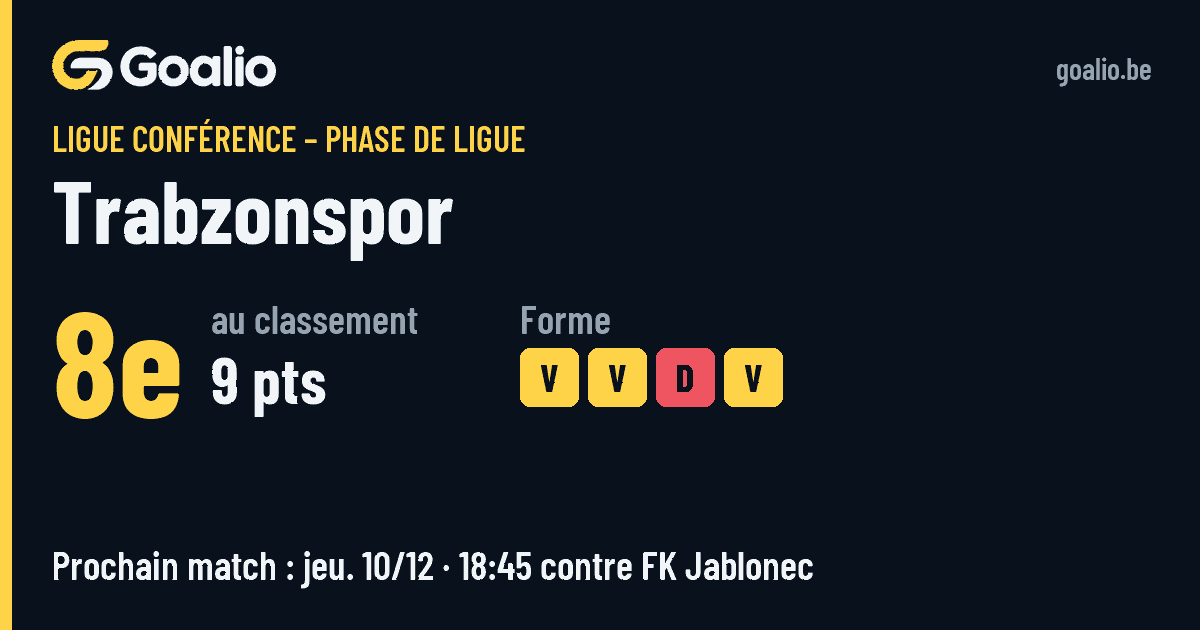 Goalio
goalio.be
LIGUE CONFÉRENCE – PHASE DE LIGUE
Trabzonspor
8e
au classement
9 pts
Forme
V V D V
Prochain match : jeu. 10/12 · 18:45 contre FK Jablonec